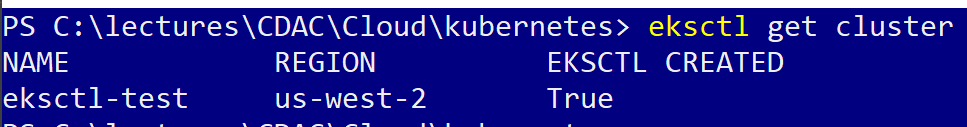 PS C:\lectures\CDAC\Cloud\kubernetes> eksctl get cluster
NAME REGION EKSCTL CREATED
eksctl-test us-west-2 True